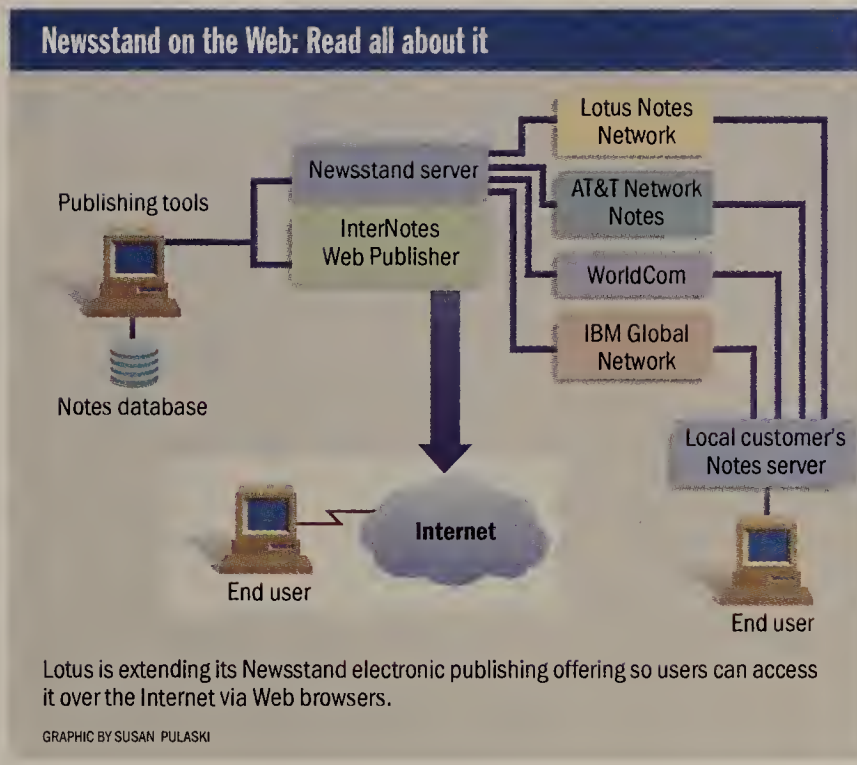 Newsstand on the Web: Read all about it
Publishing tools
Notes database
Newsstand server
InterNotes
Web Publisher
Lotus Notes
Network
AT&T Network
Notes
WorldCom
IBM Global
Network
Local customer's
Notes server
Internet
End user
End user
Lotus is extending its Newsstand electronic publishing offering so users can access
it over the Internet via Web browsers.
GRAPHIC BY SUSAN PULASKI